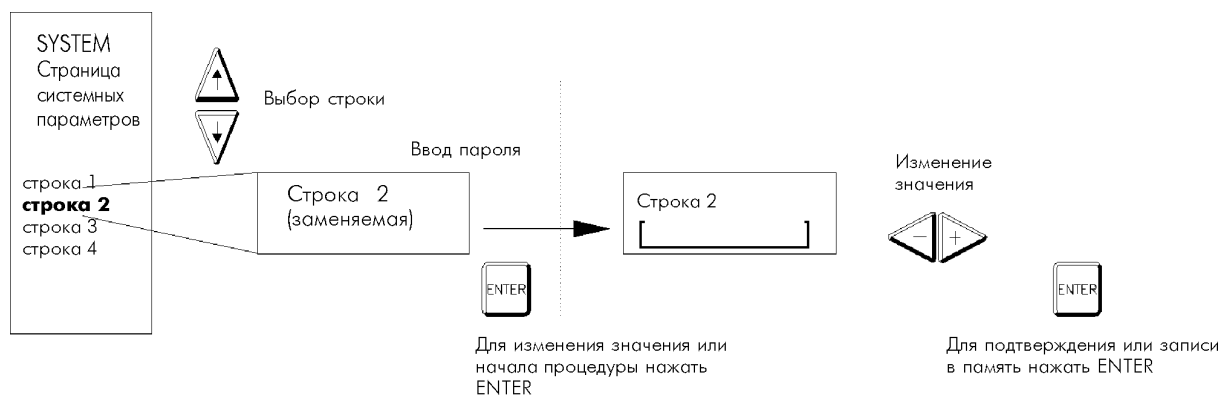 SYSTEM
Страница
системных
параметров
Выбор строки
Ввод пароля
строка 1
строка 2
строка 3
строка 4
Строка 2
(заменяемая)
Строка 2
Изменение
значения
- +
ENTER
ENTER
Для изменения значения или
начала процедуры нажать
ENTER
Для подтверждения или записи
в память нажать ENTER